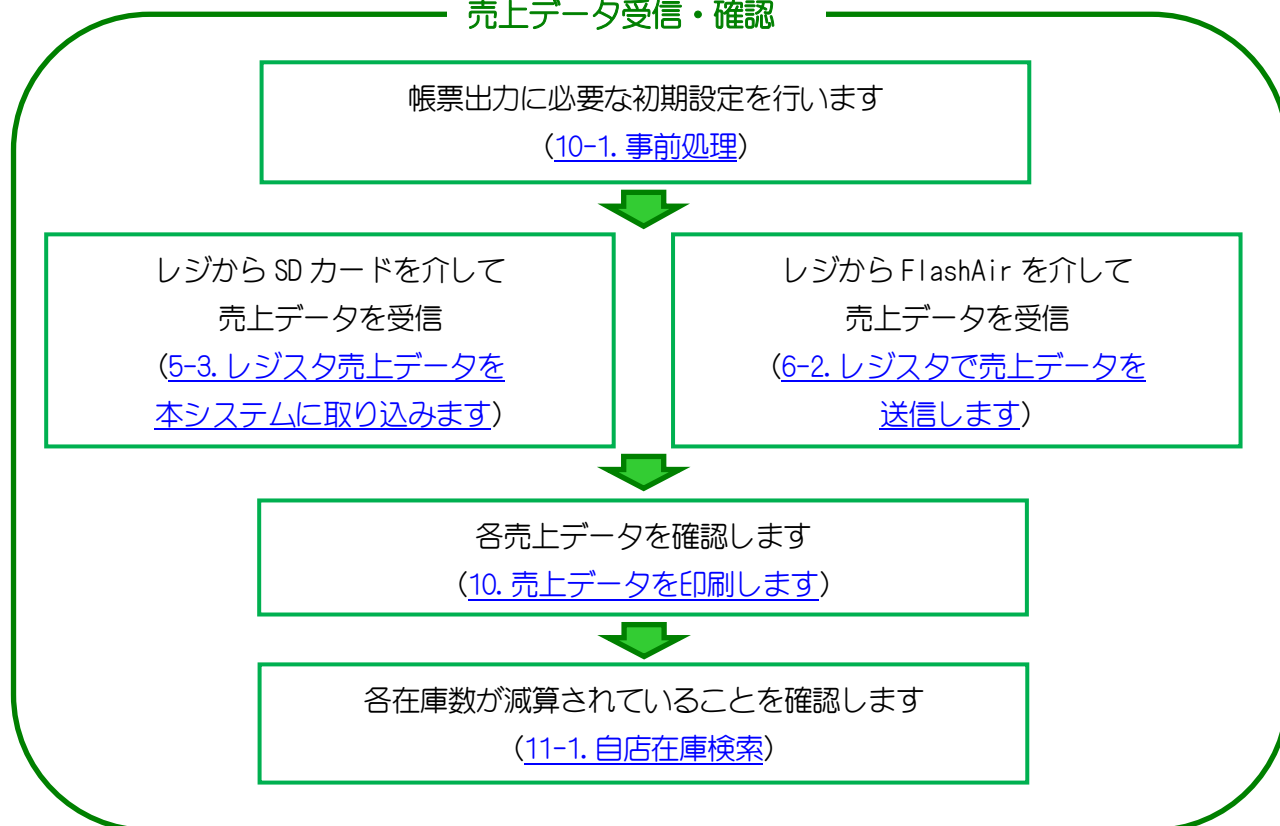 売上データ受信・確認
帳票出力に必要な初期設定を行います
(10-1.事前処理)
レジから SD カードを介して
売上データを受信
(5-3.レジスタ売上データを
本システムに取り込みます)
レジから FlashAir を介して
売上データを受信
(6-2.レジスタで売上データを
送信します)
各売上データを確認します
(10.売上データを印刷します)
各在庫数が減算されていることを確認します
(11-1.自店在庫検索)